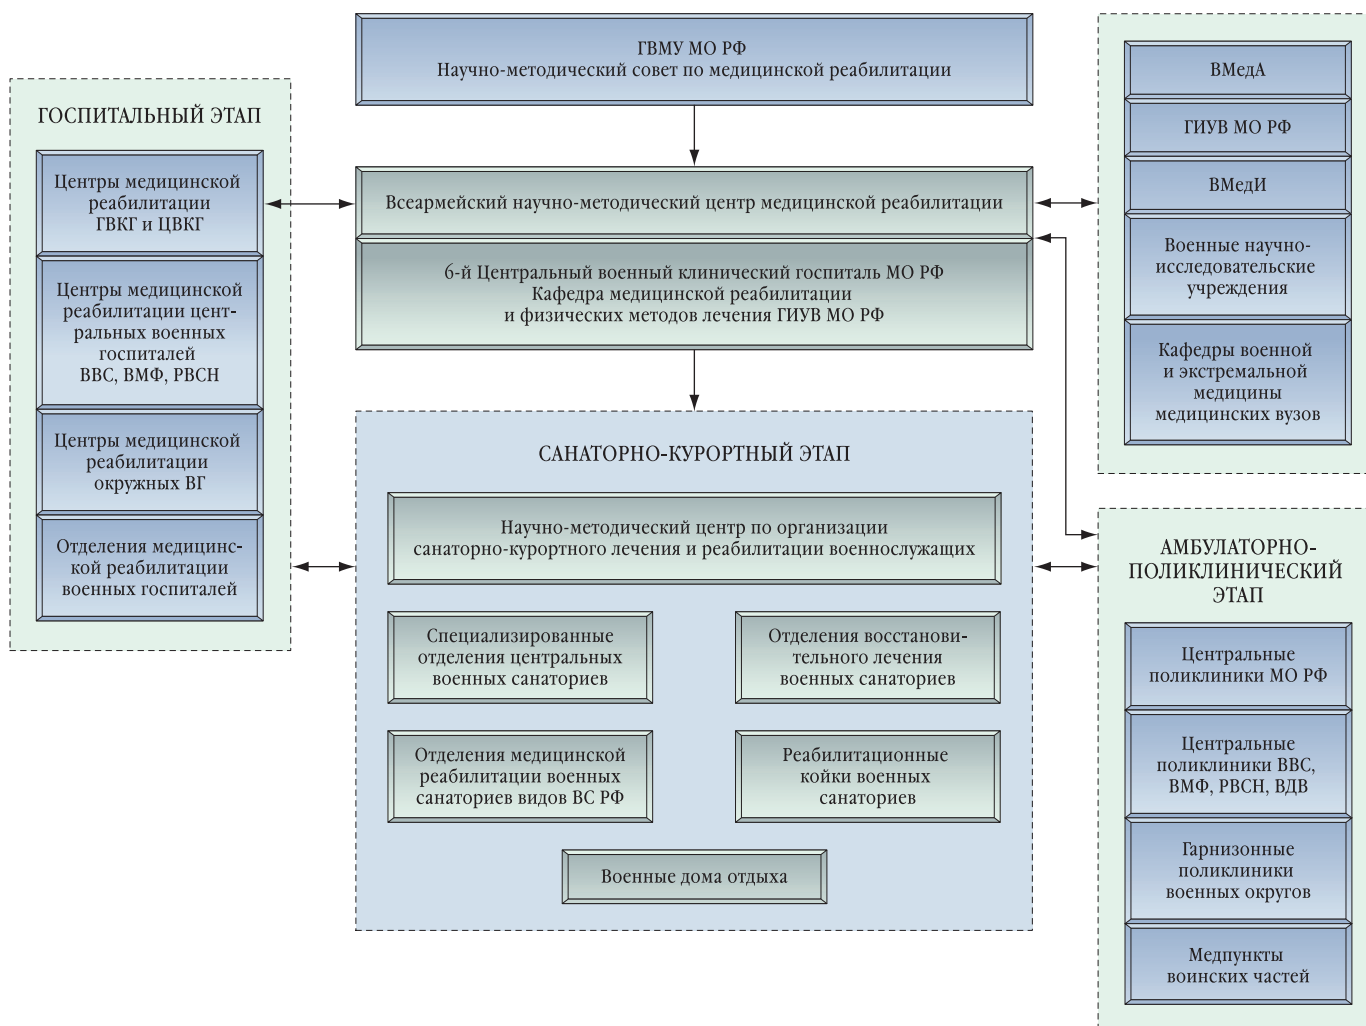 ГВМУ МО РФ
Научно-методический совет по медицинской реабилитации
ГОСПИТАЛЬНЫЙ ЭТАП
Центры медицинской
реабилитации
ГВКГ и ЦВКГ
Центры медицинской
реабилитации цент-
ральных военных
госпиталей
ВВС, ВМФ, РВСН
Центры медицинской
реабилитации
окружных ВГ
Отделения медицин-
ской реабилитации
военных госпиталей
Всеармейский научно-методический центр медицинской реабилитации
6-й Центральный военный клинический госпиталь МО РФ
Кафедра медицинской реабилитации
и физических методов лечения ГИУВ МО РФ
ВМедА
ГИУВ МО РФ
ВМедИ
Военные научно-
исследовательские
учреждения
Кафедры военной
и экстремальной
медицины
медицинских вузов
САНАТОРНО-КУРОРТНЫЙ ЭТАП
Научно-методический центр по организации
санаторно-курортного лечения и реабилитации военнослужащих
Специализированные
отделения центральных
военных санаториев
Отделения восстанови-
тельного лечения
военных санаториев
Отделения медицинской
реабилитации военных
санаториев видов ВС РФ
Реабилитационные
койки военных
санаториев
Военные дома отдыха
АМБУЛАТОРНО-
ПОЛИКЛИНИЧЕСКИЙ
ЭТАП
Центральные
поликлиники МО РФ
Центральные
поликлиники ВВС,
ВМФ, РВСН, ВДВ
Гарнизонные
поликлиники
военных округов
Медпункты
воинских частей